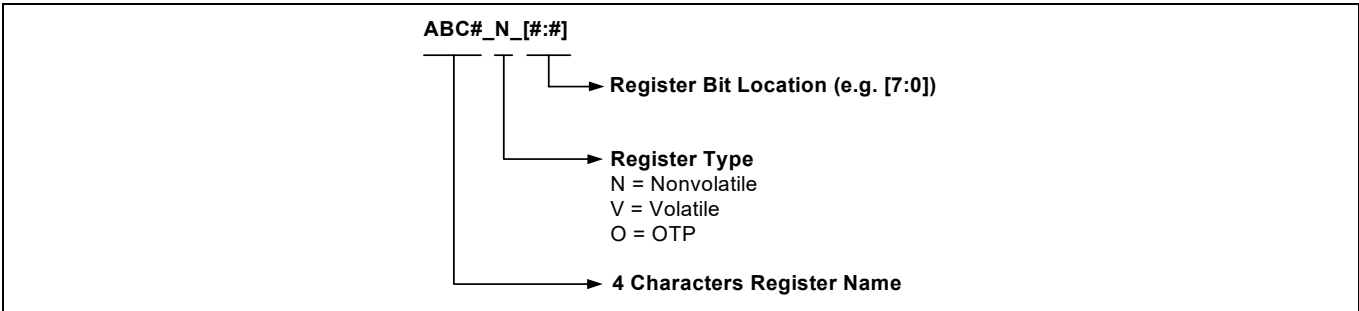 ABC#_N_[#:#]
Register Bit Location (e.g. [7:0])
Register Type
N = Nonvolatile
V = Volatile
O = OTP
4 Characters Register Name